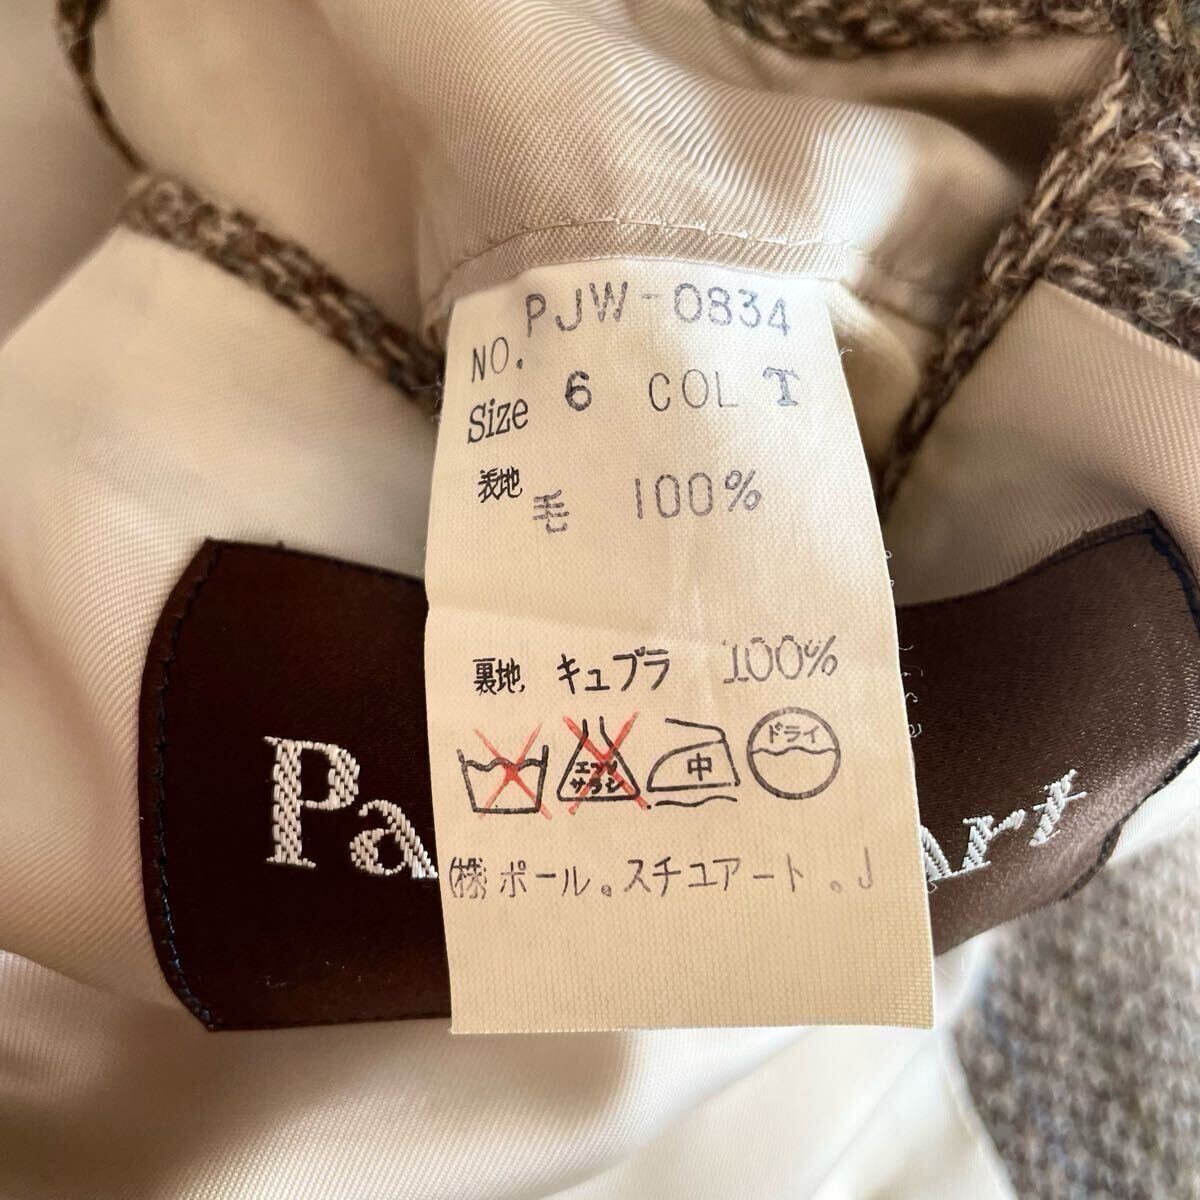 NO. PJW-0834
Size 6 COL T
表地 毛 100%
裏地, キュプラ 100%
エンソ サラシ 中 ドライ
(株)ポール。スチュアート.J
Pa
Art